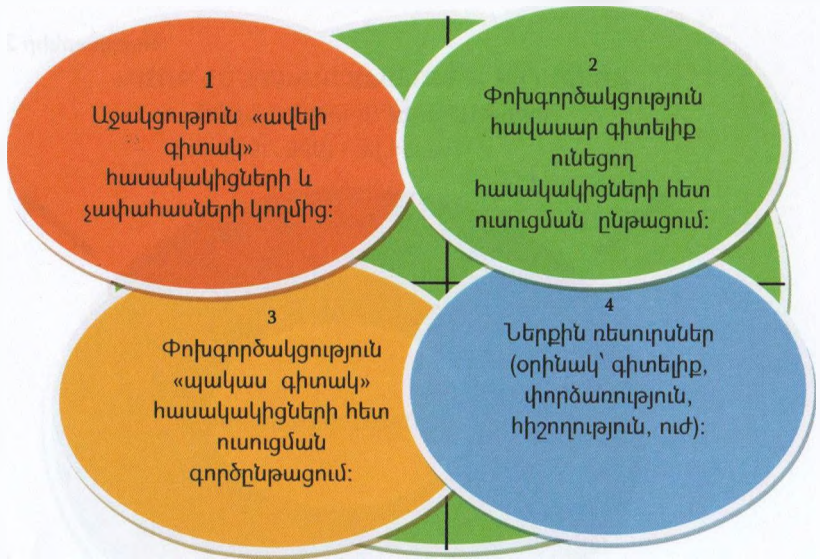 1
Աջակցություն «ավելի
գիտակ»
հասակակիցների և
չափահասների կողմից:
2
Փոխգործակցություն
հավասար գիտելիք
ունեցող
հասակակիցների հետ
ուսուցման ընթացում:
3
Փոխգործակցություն
«պակաս գիտակ»
հասակակիցների հետ
ուսուցման
գործընթացում:
4
Ներքին ռեսուրսներ
(օրինակ՝ գիտելիք,
փորձառություն,
հիշողություն, ուժ):